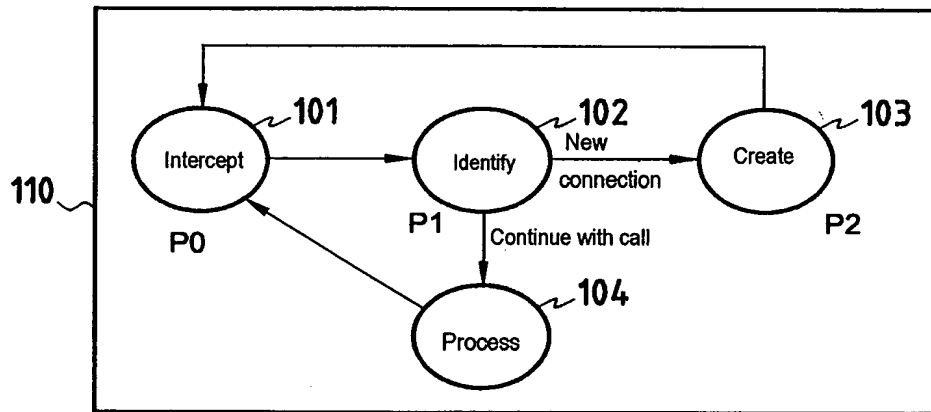 101
102
103
Intercept
Identify
New
connection
Create
110
P0
P1
P2
Continue with call
104
Process